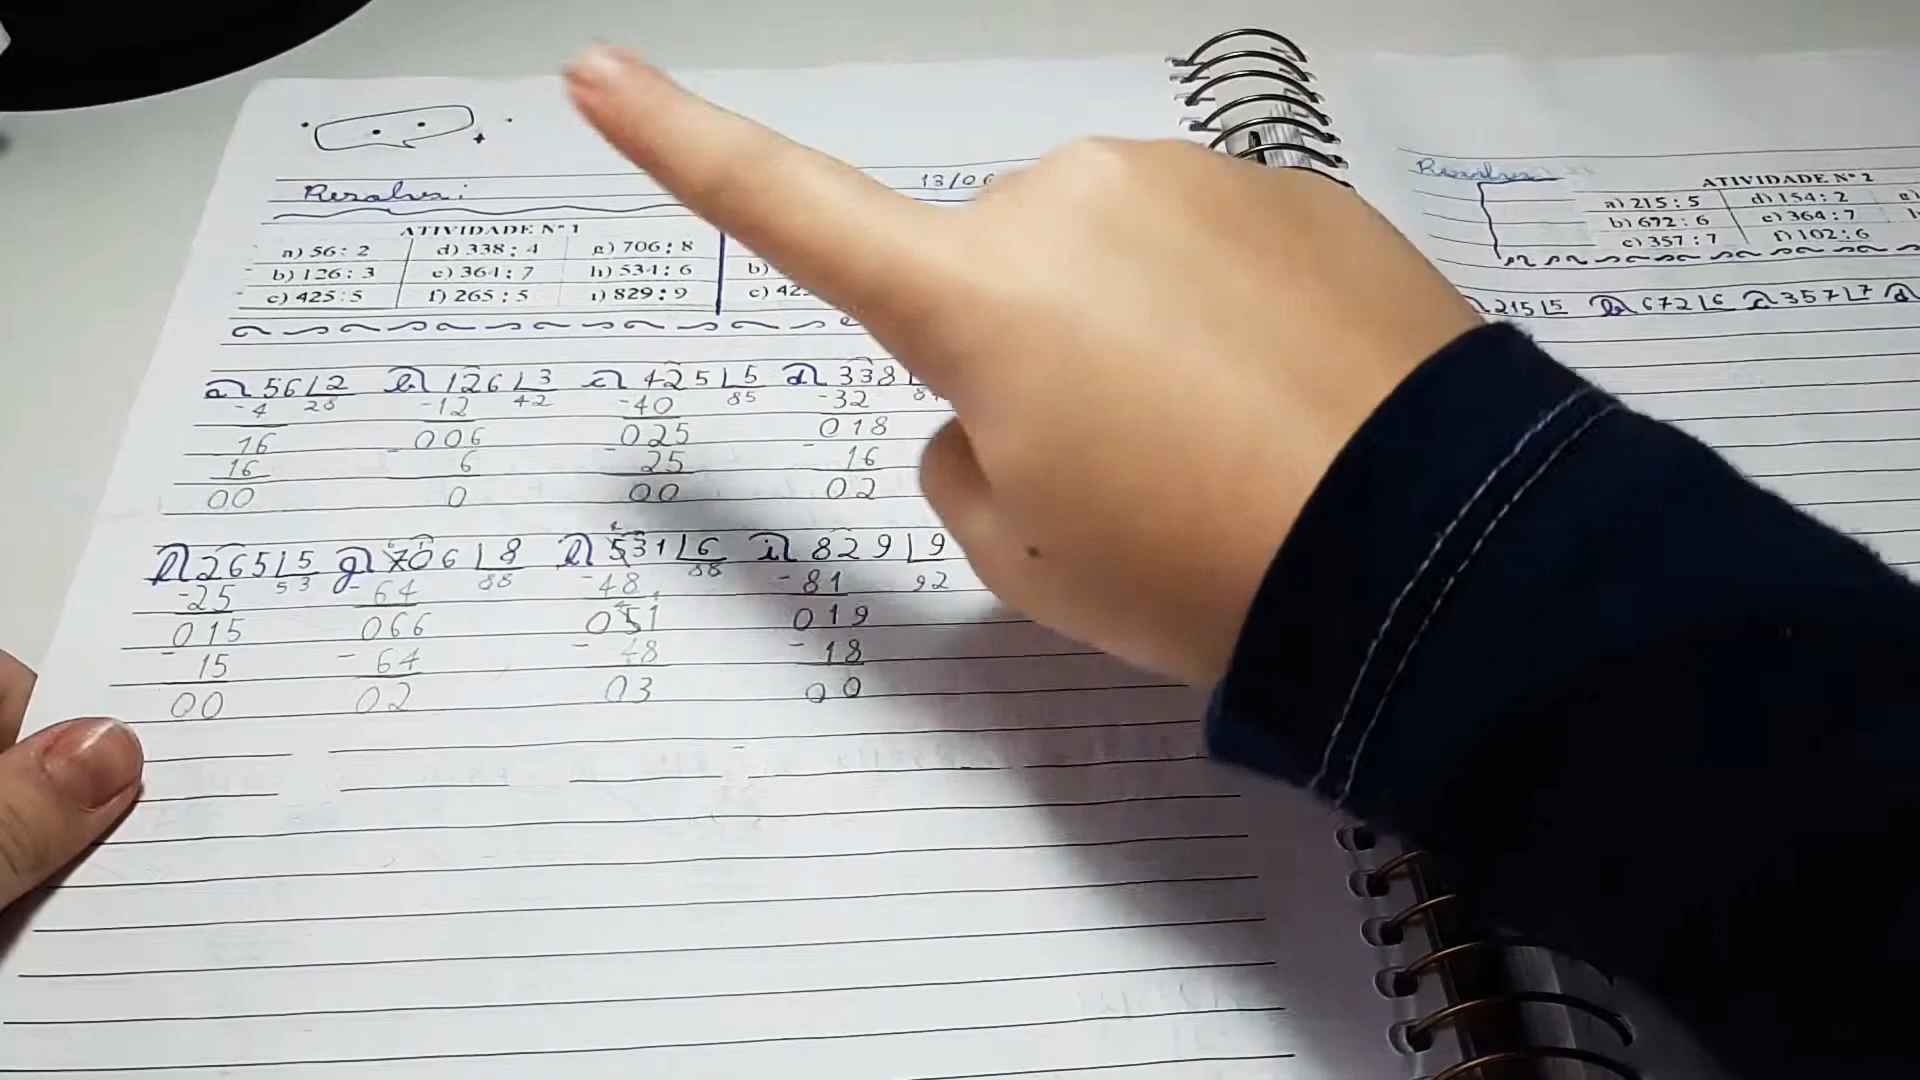 Resolva:
13/06
ATIVIDADE Nº 1
a) 56 : 2 d) 338 : 4 g) 706 : 8
b) 126 : 3 e) 364 : 7 h) 531 : 6 b)
c) 425 : 5 f) 265 : 5 i) 829 : 9 c) 42
a) 56 2 b) 126 3 c) 425 5 d) 338
-4 28 -12 42 -40 85 -32 8
16 006 025 018
16 - 6 - 25 - 16
00 0 00 02
f) 265 5 g) 706 8 h) 531 6 i) 829 9
-25 53 -64 88 -48 88 -81 92
015 066 051 019
- 15 - 64 - 48 - 18
00 02 03 00
Resolva
ATIVIDADE Nº 2
a) 215 : 5 d) 154 : 2
b) 672 : 6 e) 364 : 7
c) 357 : 7 f) 102 : 6
215 5 b) 672 6 c) 357 7 d)